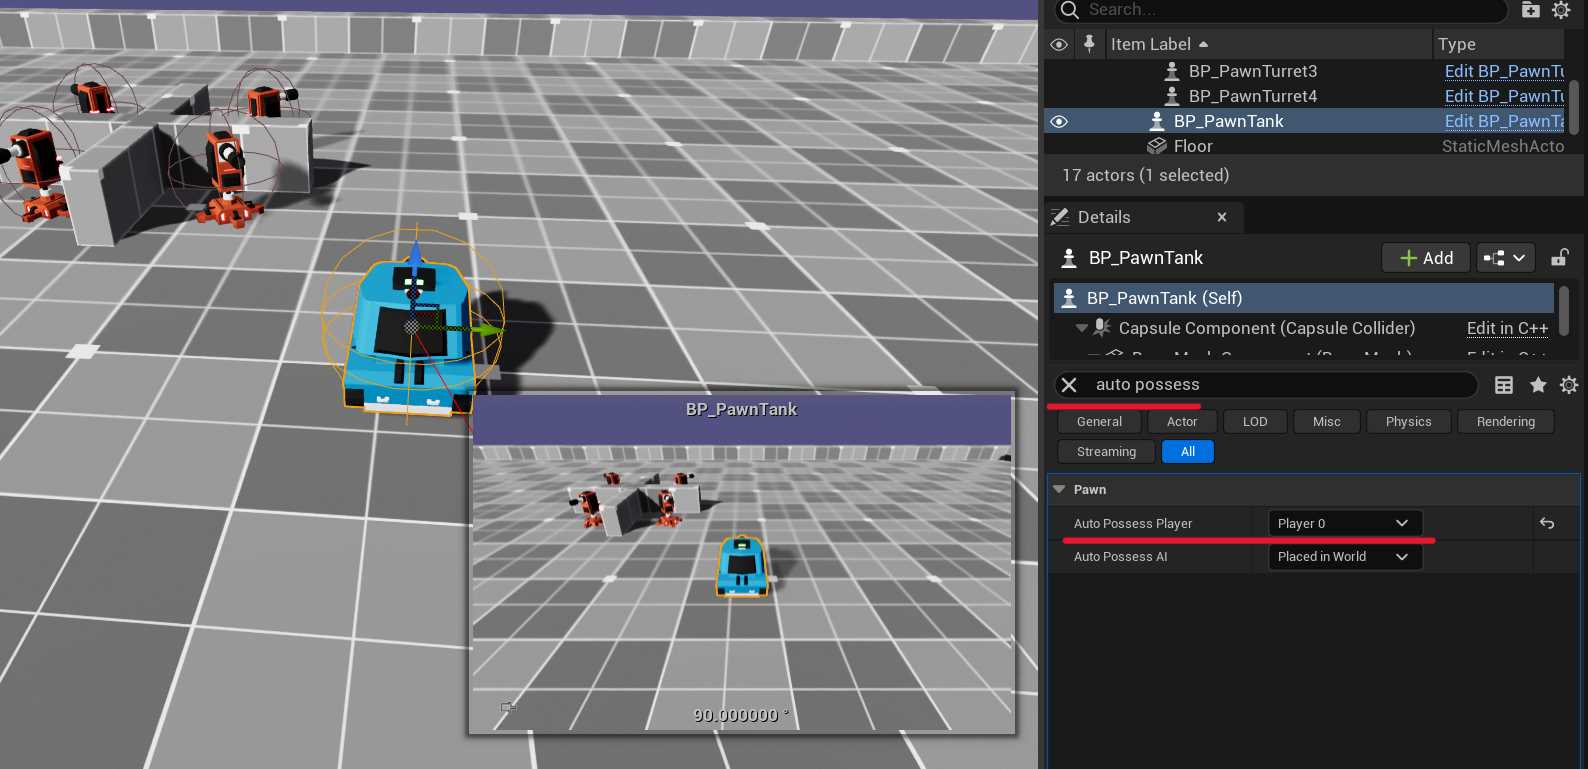 Search...
Item Label
Type
BP_PawnTurret3
Edit BP_PawnTu
BP_PawnTurret4
Edit BP_PawnTu
BP_PawnTank
Edit BP_PawnTa
Floor
StaticMeshActo
17 actors (1 selected)
Details
BP_PawnTank
Add
BP_PawnTank (Self)
Capsule Component (Capsule Collider)
Edit in C++
auto possess
General
Actor
LOD
Misc
Physics
Rendering
Streaming
All
Pawn
Auto Possess Player
Player 0
Auto Possess AI
Placed in World
BP_PawnTank
90.000000 °